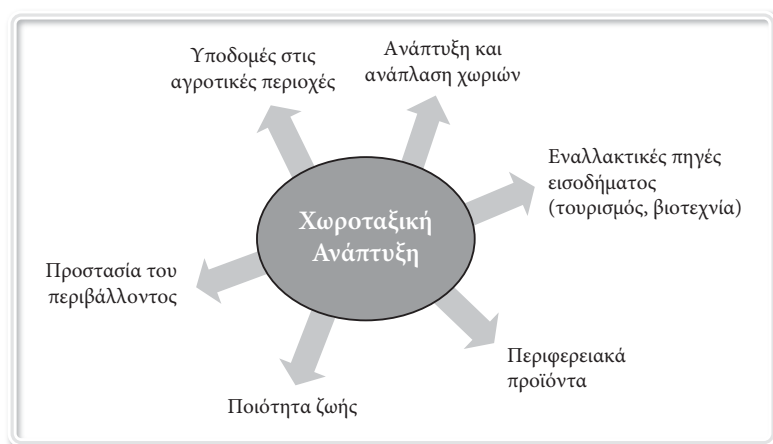 Υποδομές στις
αγροτικές περιοχές
Ανάπτυξη και
ανάπλαση χωριών
Εναλλακτικές πηγές
εισοδήματος
(τουρισμός, βιοτεχνία)
Χωροταξική
Ανάπτυξη
Προστασία του
περιβάλλοντος
Περιφερειακά
προϊόντα
Ποιότητα ζωής